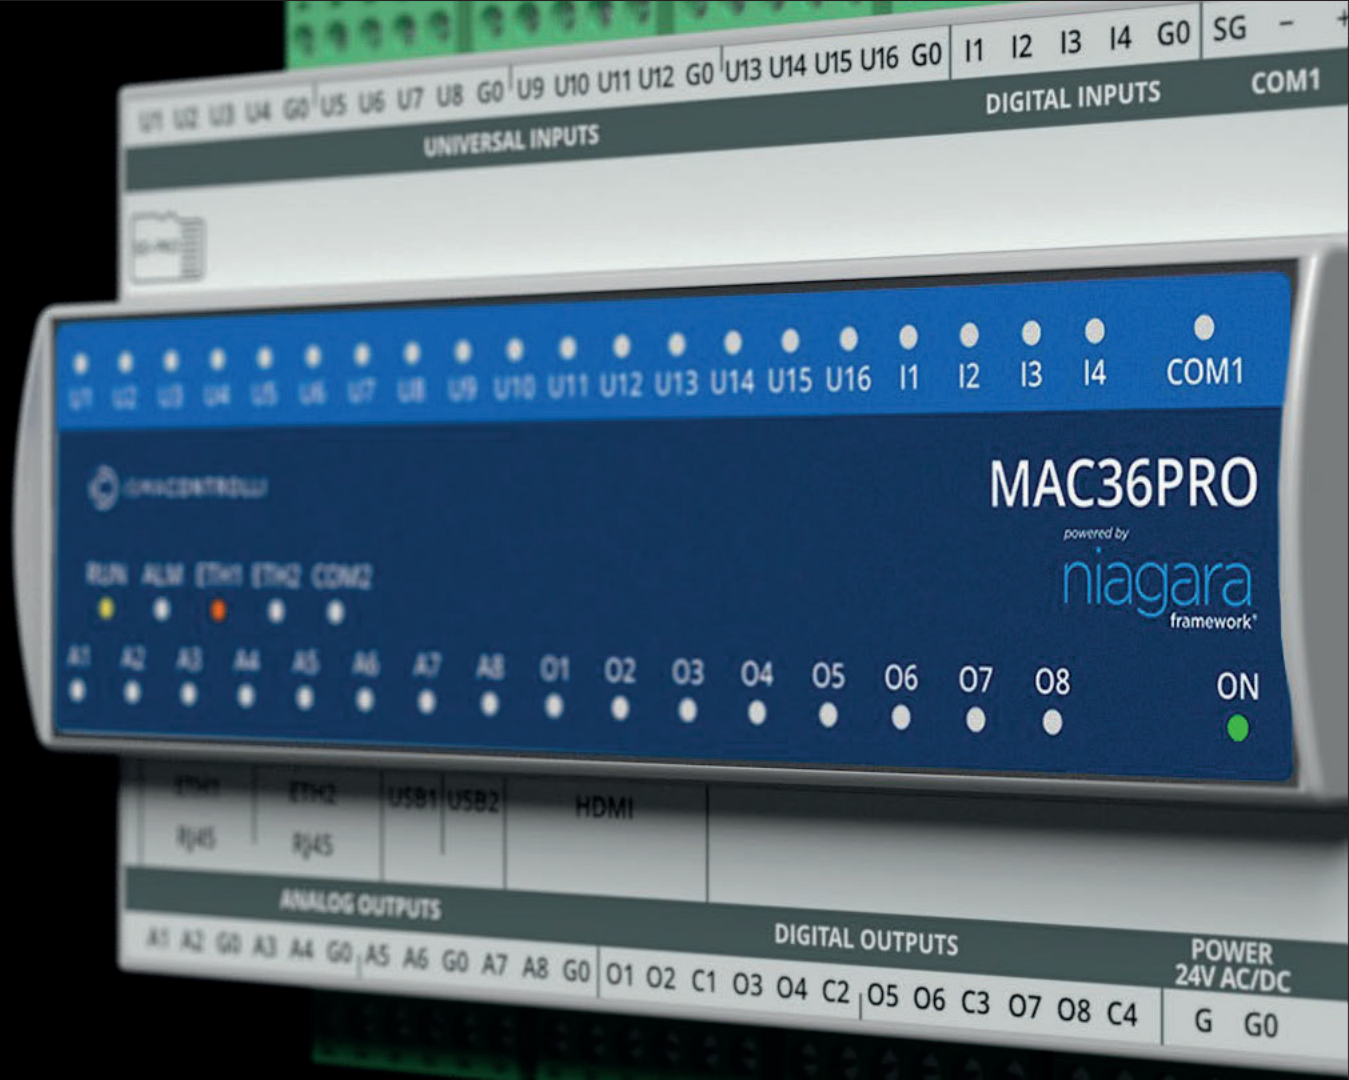 U1 U2 U3 U4 G0 U5 U6 U7 U8 G0 U9 U10 U11 U12 G0 U13 U14 U15 U16 G0 I1 I2 I3 I4 G0 SG - +
UNIVERSAL INPUTS DIGITAL INPUTS COM1
U1 U2 U3 U4 U5 U6 U7 U8 U9 U10 U11 U12 U13 U14 U15 U16 I1 I2 I3 I4 COM1
MAC36PRO
powered by
niagara
framework®
RUN ALM ETH1 ETH2 COM2
A1 A2 A3 A4 A5 A6 A7 A8 O1 O2 O3 O4 O5 O6 O7 O8 ON
ETH1 ETH2 USB1 USB2 HDMI
RJ45 RJ45
ANALOG OUTPUTS DIGITAL OUTPUTS POWER
24V AC/DC
A1 A2 G0 A3 A4 G0 A5 A6 G0 A7 A8 G0 O1 O2 C1 O3 O4 C2 O5 O6 C3 O7 O8 C4 G G0